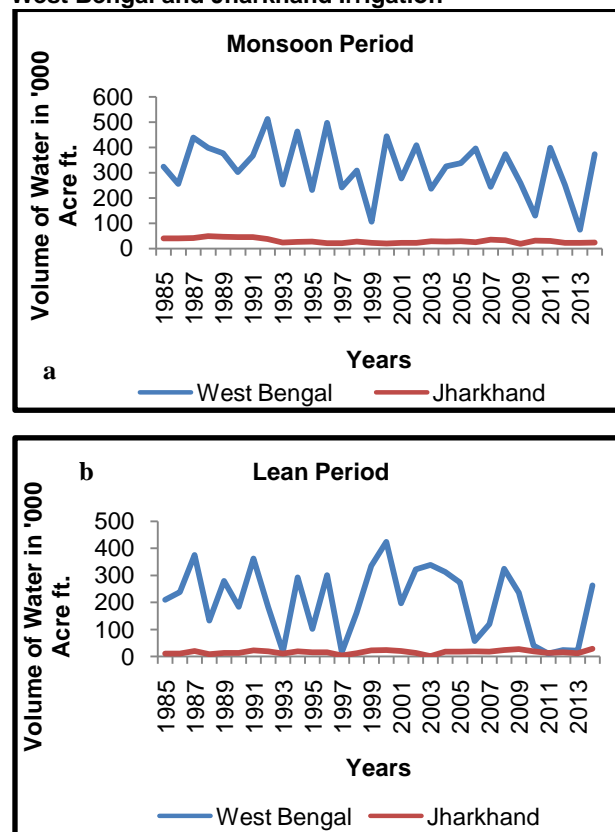 West Bengal and Jharkhand Irrigation
Monsoon Period
Volume of Water in '000
Acre ft.
600
500
400
300
200
100
0
1985
1987
1989
1991
1993
1995
1997
1999
2001
2003
2005
2007
2009
2011
2013
Years
a
West Bengal
Jharkhand
b
Lean Period
Volume of Water in '000
Acre ft.
500
400
300
200
100
0
1985
1987
1989
1991
1993
1995
1997
1999
2001
2003
2005
2007
2009
2011
2013
Years
West Bengal
Jharkhand